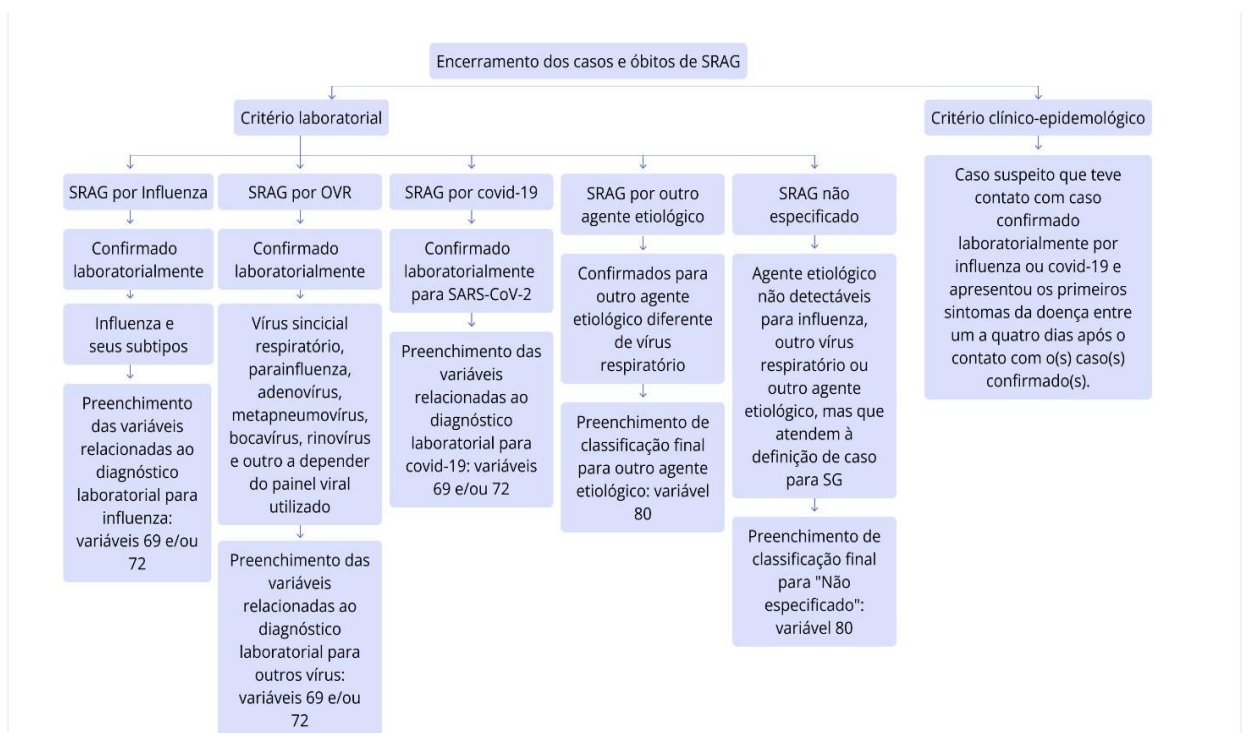 Encerramento dos casos e óbitos de SRAG
Critério laboratorial
Critério clínico-epidemológico
SRAG por Influenza
Confirmado
laboratorialmente
Influenza e
seus subtipos
Preenchimento
das variáveis
relacionadas ao
diagnóstico
laboratorial para
influenza:
variáveis 69 e/ou
72
SRAG por OVR
Confirmado
laboratorialmente
Vírus sincicial
respiratório,
parainfluenza,
adenovírus,
metapneumovírus,
bocavírus, rinovírus
e outro a depender
do painel viral
utilizado
Preenchimento das
variáveis
relacionadas ao
diagnóstico
laboratorial para
outros vírus:
variáveis 69 e/ou
72
SRAG por covid-19
Confirmado
laboratorialmente
para SARS-CoV-2
Preenchimento das
variáveis
relacionadas ao
diagnóstico
laboratorial para
covid-19: variáveis
69 e/ou 72
SRAG por outro
agente etiológico
Confirmados para
outro agente
etiológico diferente
de vírus
respiratório
Preenchimento de
classificação final
para outro agente
etiológico: variável
80
SRAG não
especificado
Agente etiológico
não detectáveis
para influenza,
outro vírus
respiratório ou
outro agente
etiológico, mas que
atendem à
definição de caso
para SG
Preenchimento de
classificação final
para "Não
especificado":
variável 80
Caso suspeito que
teve contato com caso
confirmado
laboratorialmente por
influenza ou covid-19 e
apresentou os primeiros
sintomas da doença entre
um a quatro dias após o
contato com o(s) caso(s)
confirmado(s).